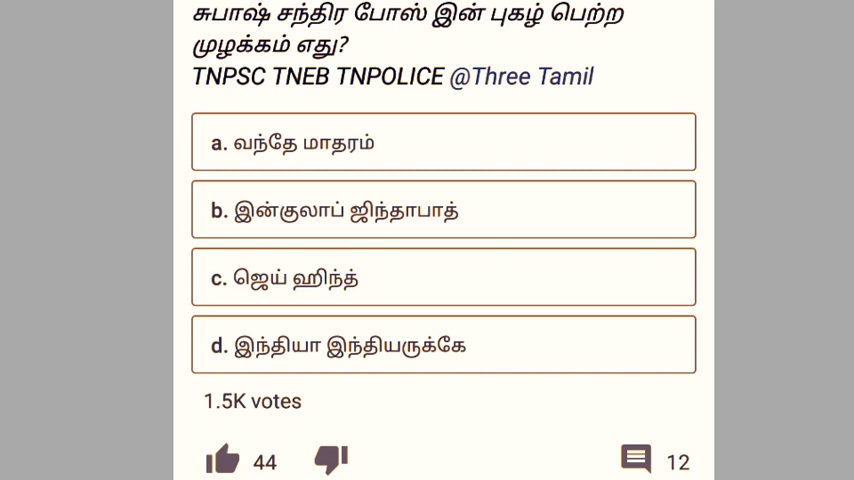 சுபாஷ் சந்திர போஸ் இன் புகழ் பெற்ற
முழக்கம் எது?
TNPSC TNEB TNPOLICE @Three Tamil
a. வந்தே மாதரம்
b. இன்குலாப் ஜிந்தாபாத்
c. ஜெய் ஹிந்த்
d. இந்தியா இந்தியருக்கே
1.5K votes
44
12